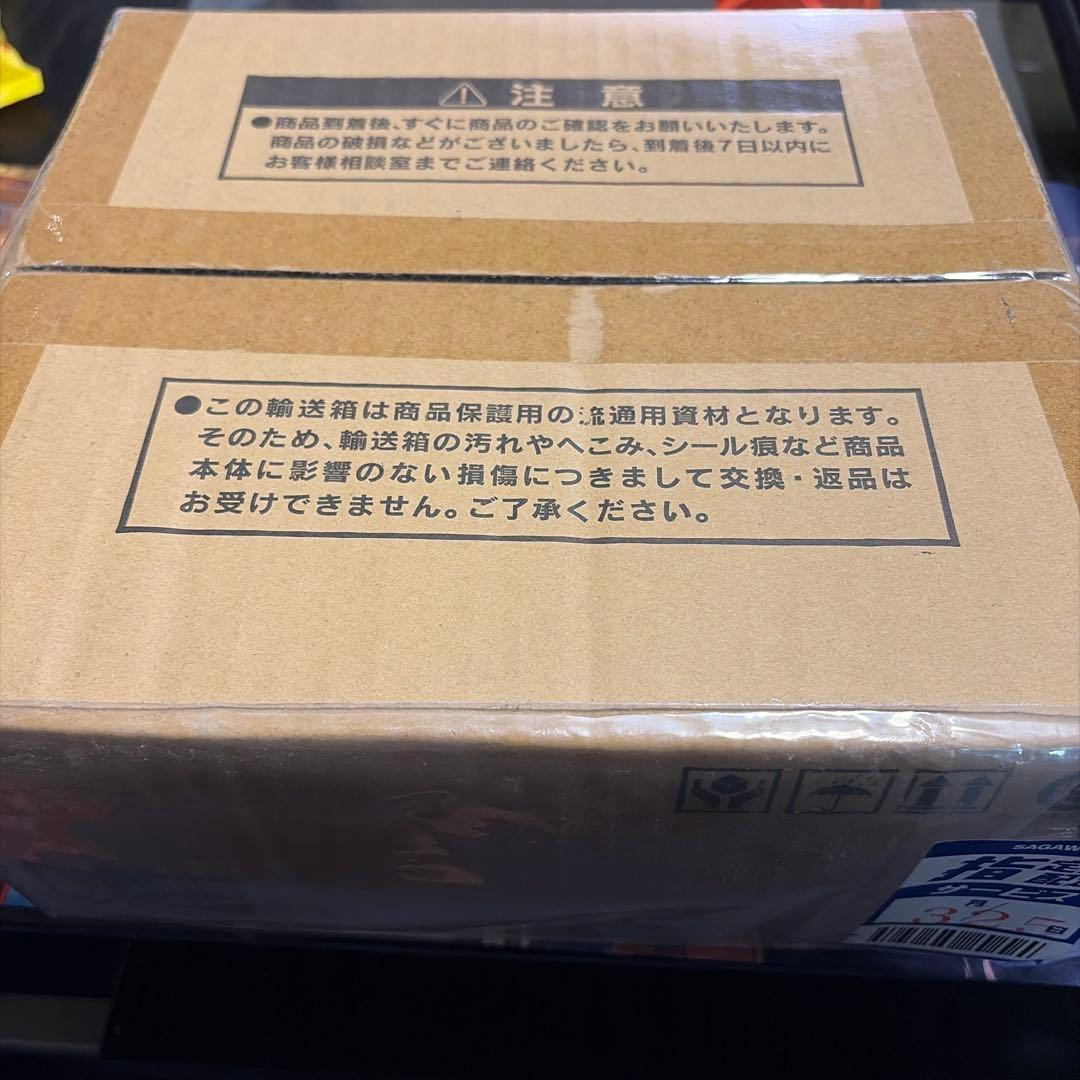 注意
●商品到着後、すぐに商品のご確認をお願いいたします。
商品の破損などがございましたら、到着後7日以内に
お客様相談室までご連絡ください。
●この輸送箱は商品保護用の流通用資材となります。
そのため、輸送箱の汚れやへこみ、シール痕など商品
本体に影響のない損傷につきまして交換・返品は
お受けできません。ご了承ください。
SAGAW
指定
サービス
月 日